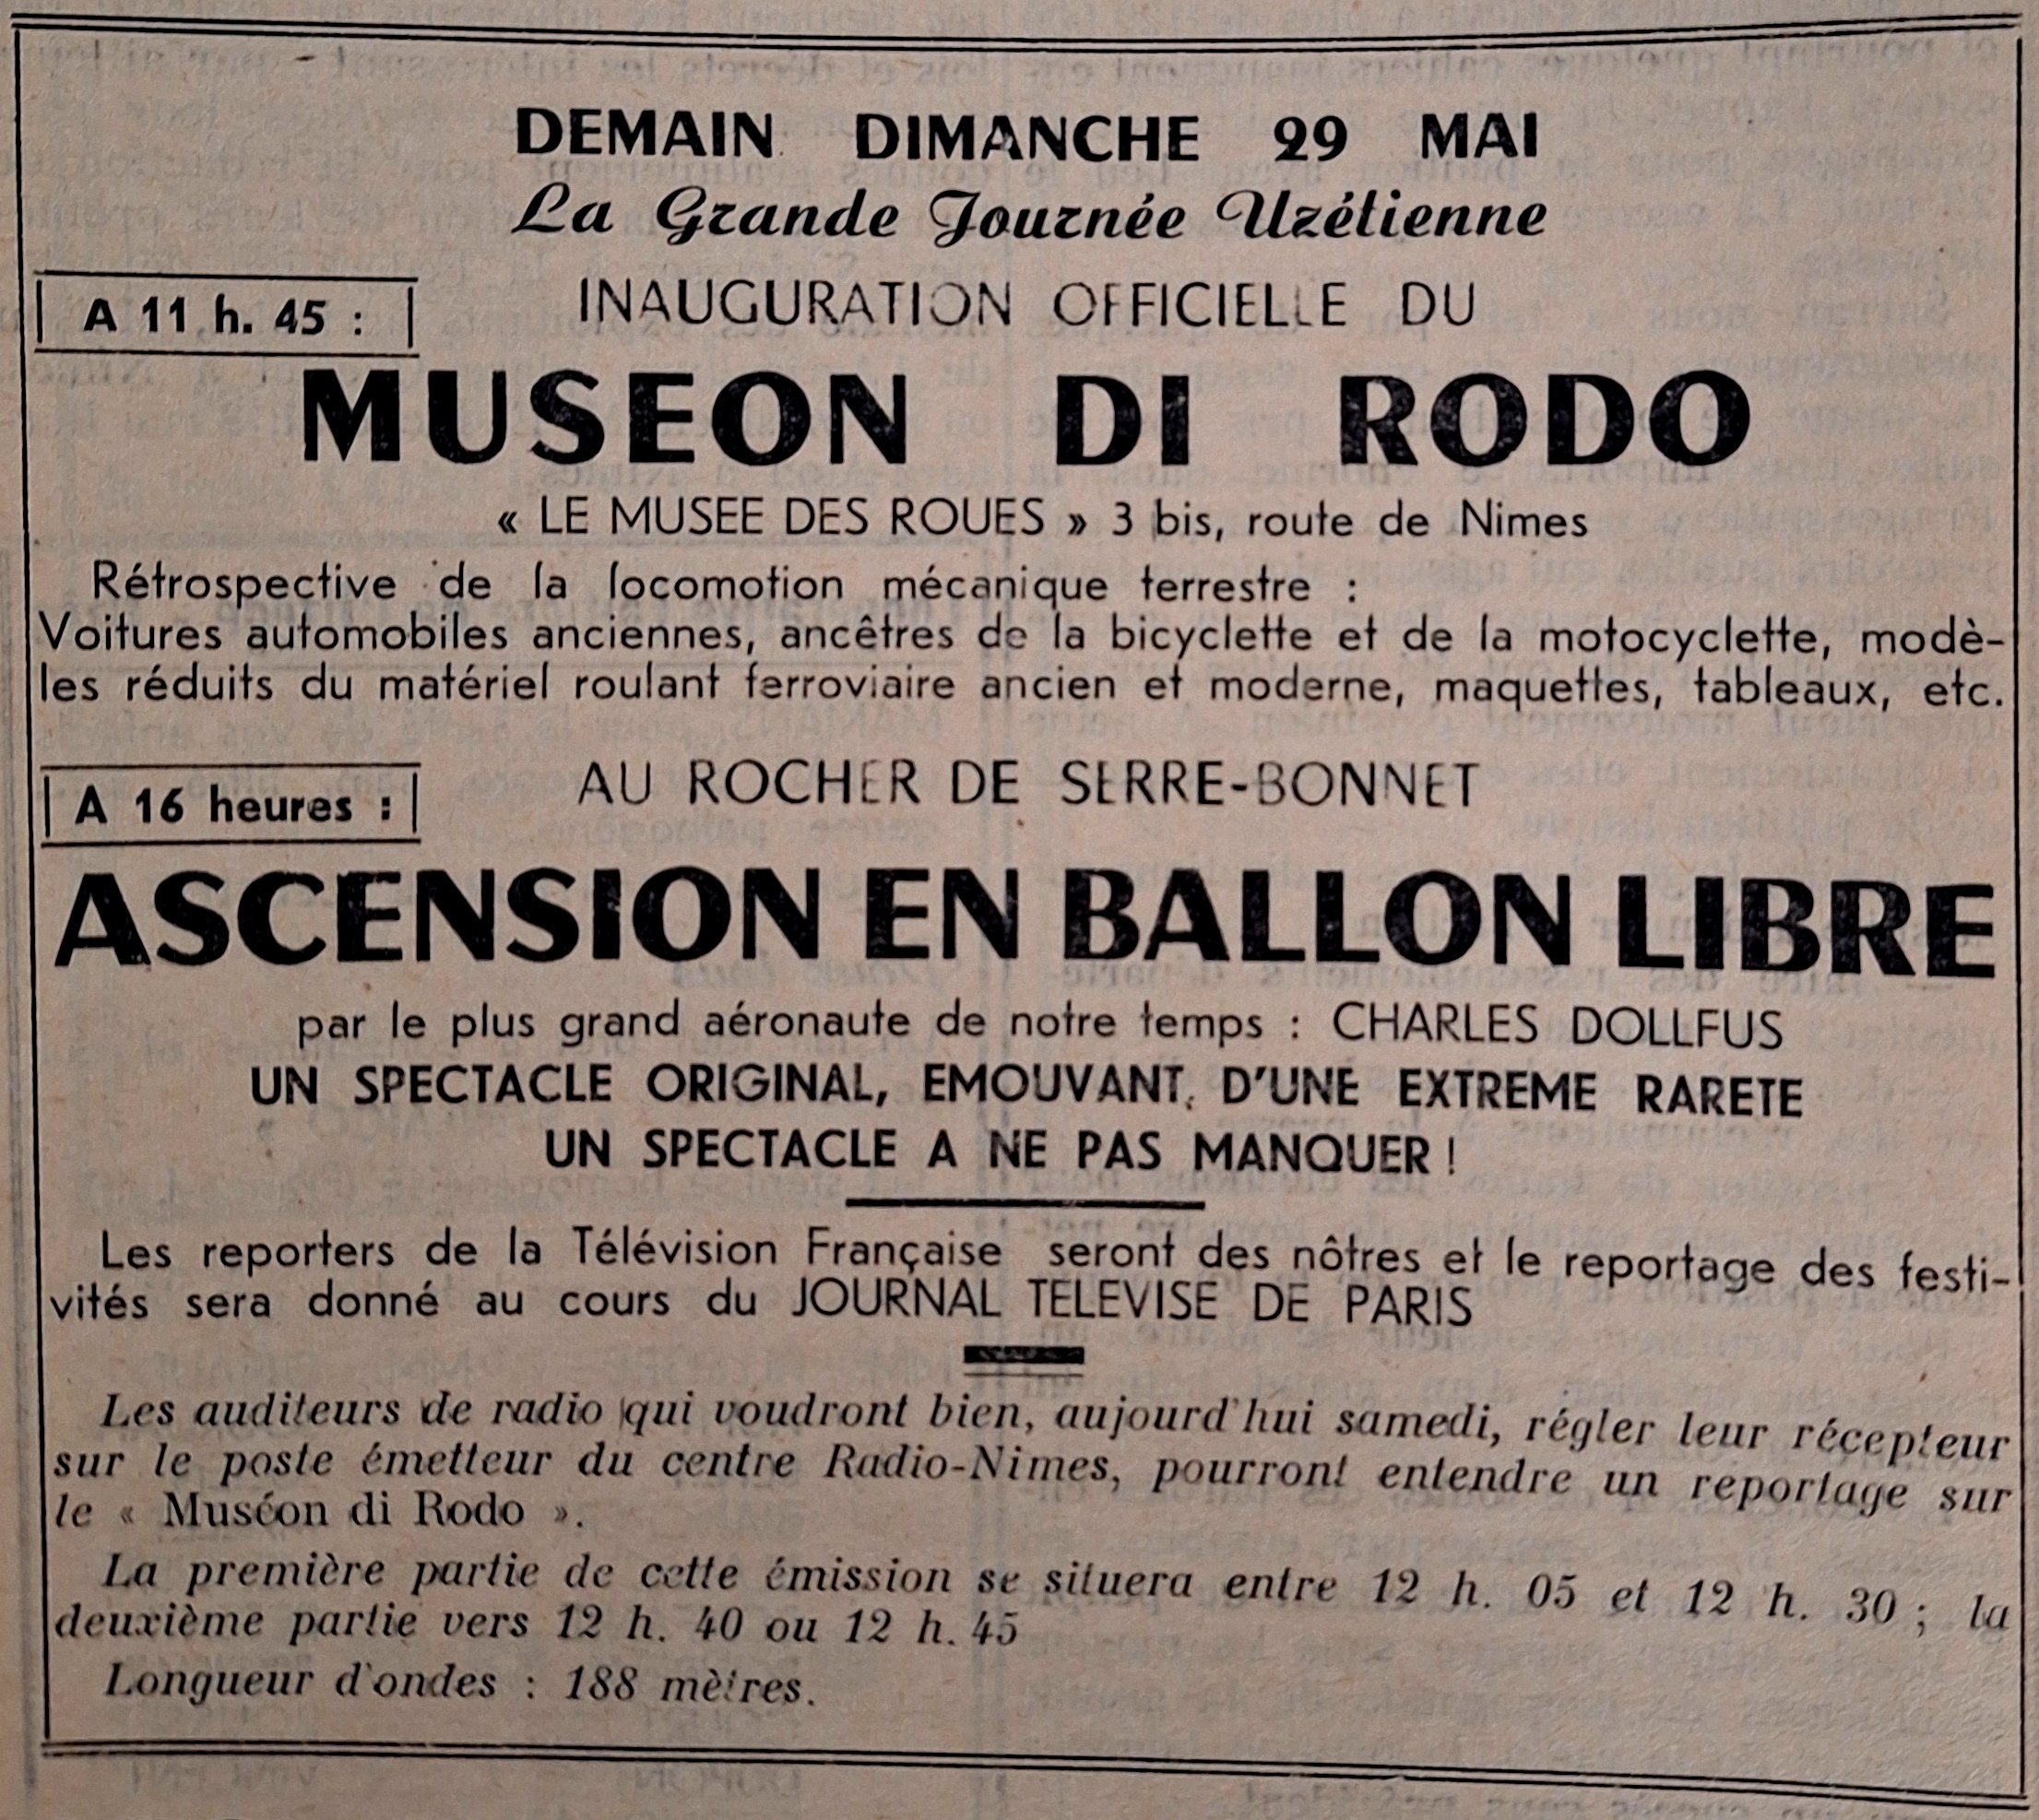 DEMAIN DIMANCHE 29 MAI
La Grande Journée Uzétienne
A 11 h. 45 :
INAUGURATION OFFICIELLE DU
MUSEON DI RODO
« LE MUSEE DES ROUES » 3 bis, route de Nimes
Rétrospective de la locomotion mécanique terrestre :
Voitures automobiles anciennes, ancêtres de la bicyclette et de la motocyclette, modè-
les réduits du matériel roulant ferroviaire ancien et moderne, maquettes, tableaux, etc.
A 16 heures :
AU ROCHER DE SERRE-BONNET
ASCENSION EN BALLON LIBRE
par le plus grand aéronaute de notre temps : CHARLES DOLLFUS
UN SPECTACLE ORIGINAL, EMOUVANT, D'UNE EXTREME RARETE
UN SPECTACLE A NE PAS MANQUER !
Les reporters de la Télévision Française seront des nôtres et le reportage des festi-
vités sera donné au cours du JOURNAL TELEVISE DE PARIS
Les auditeurs de radio qui voudront bien, aujourd'hui samedi, régler leur récepteur
sur le poste émetteur du centre Radio-Nimes, pourront entendre un reportage sur
le « Muséon di Rodo ».
La première partie de cette émission se situera entre 12 h. 05 et 12 h. 30 ; la
deuxième partie vers 12 h. 40 ou 12 h. 45
Longueur d'ondes : 188 mètres.